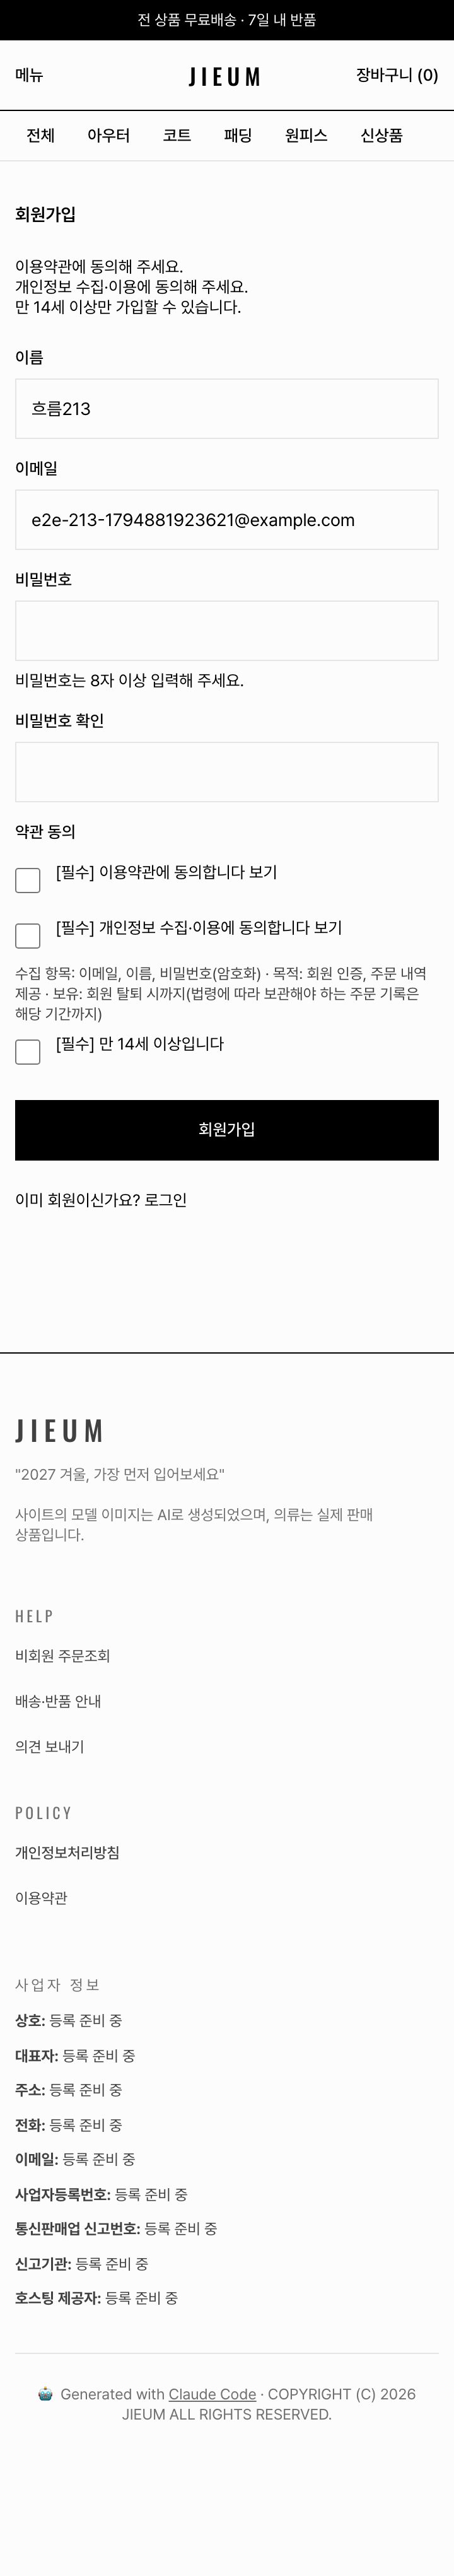 전 상품 무료배송 · 7일 내 반품
메뉴
JIEUM
장바구니 (0)
전체 아우터 코트 패딩 원피스 신상품
회원가입
이용약관에 동의해 주세요.
개인정보 수집·이용에 동의해 주세요.
만 14세 이상만 가입할 수 있습니다.
이름
흐름213
이메일
e2e-213-1794881923621@example.com
비밀번호
비밀번호는 8자 이상 입력해 주세요.
비밀번호 확인
약관 동의
[필수] 이용약관에 동의합니다 보기
[필수] 개인정보 수집·이용에 동의합니다 보기
수집 항목: 이메일, 이름, 비밀번호(암호화) · 목적: 회원 인증, 주문 내역
제공 · 보유: 회원 탈퇴 시까지(법령에 따라 보관해야 하는 주문 기록은
해당 기간까지)
[필수] 만 14세 이상입니다
회원가입
이미 회원이신가요? 로그인
JIEUM
"2027 겨울, 가장 먼저 입어보세요"
사이트의 모델 이미지는 AI로 생성되었으며, 의류는 실제 판매
상품입니다.
HELP
비회원 주문조회
배송·반품 안내
의견 보내기
POLICY
개인정보처리방침
이용약관
사업자 정보
상호: 등록 준비 중
대표자: 등록 준비 중
주소: 등록 준비 중
전화: 등록 준비 중
이메일: 등록 준비 중
사업자등록번호: 등록 준비 중
통신판매업 신고번호: 등록 준비 중
신고기관: 등록 준비 중
호스팅 제공자: 등록 준비 중
🤖 Generated with Claude Code · COPYRIGHT (C) 2026
JIEUM ALL RIGHTS RESERVED.